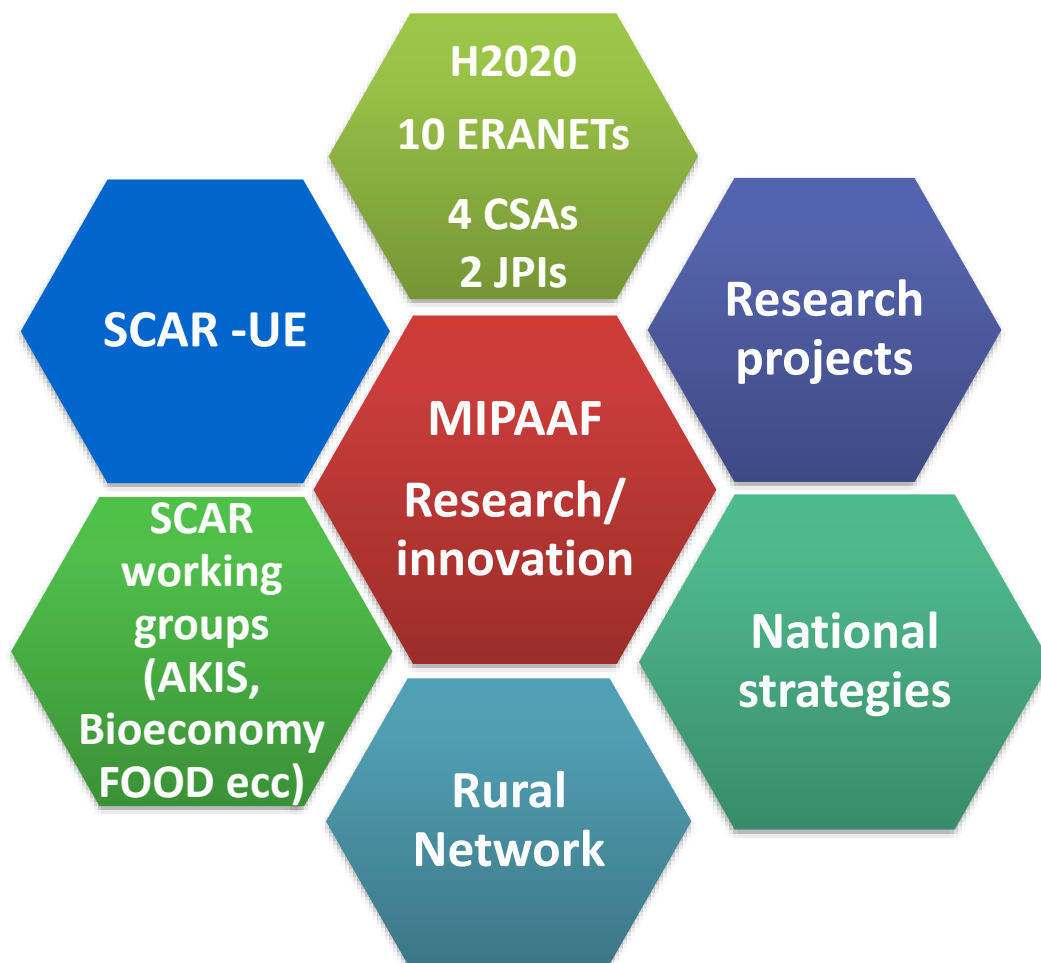 H2020
10 ERANETs
4 CSAs
2 JPIs
SCAR -UE
Research
projects
MIPAAF
Research/
innovation
SCAR
working
groups
(AKIS,
Bioeconomy
FOOD ecc)
National
strategies
Rural
Network